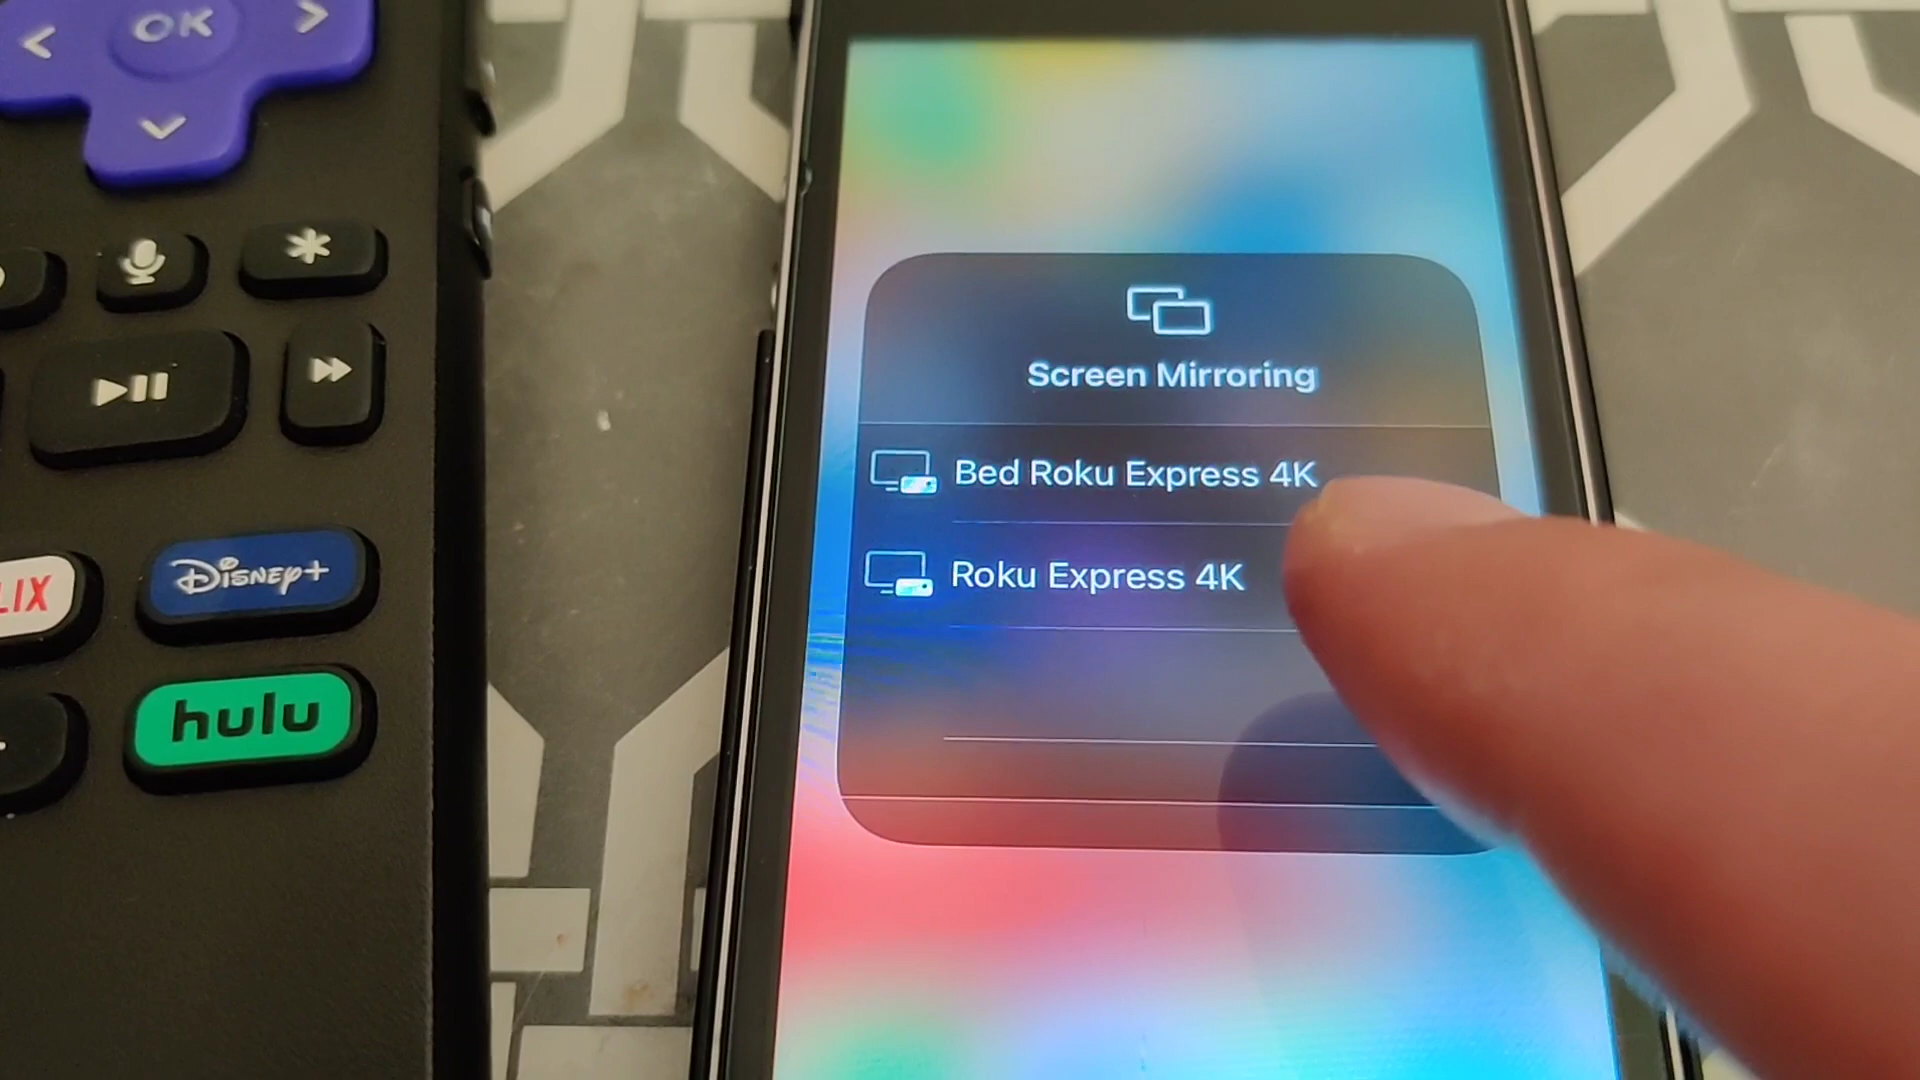 OK
Screen Mirroring
Bed Roku Express 4K
Roku Express 4K
LIX
Disney+
hulu